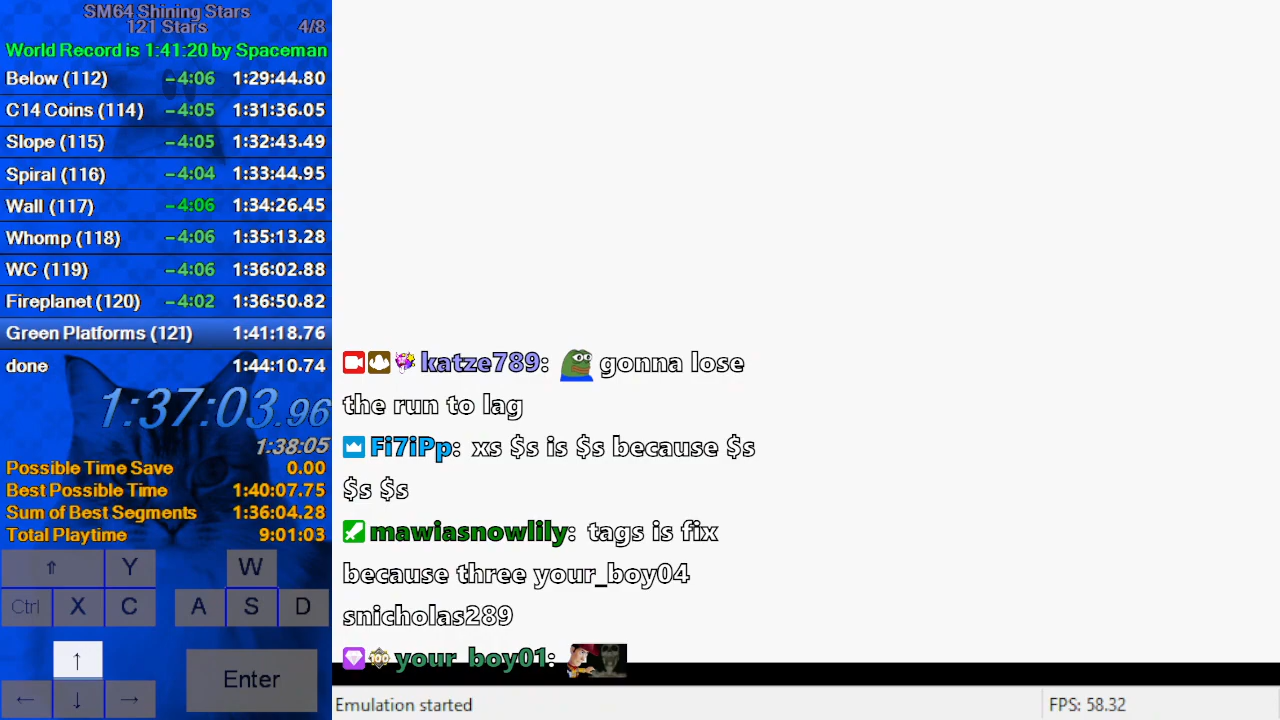 SM64 Shining Stars
121 Stars 4/8
World Record is 1:41:20 by Spaceman
Below (112) -4:06 1:29:44.80
C14 Coins (114) -4:05 1:31:36.05
Slope (115) -4:05 1:32:43.49
Spiral (116) -4:04 1:33:44.95
Wall (117) -4:06 1:34:26.45
Whomp (118) -4:06 1:35:13.28
WC (119) -4:06 1:36:02.88
Fireplanet (120) -4:02 1:36:50.82
Green Platforms (121) 1:41:18.76
done 1:44:10.74
1:37:03.96
1:38:05
Possible Time Save 0.00
Best Possible Time 1:40:07.75
Sum of Best Segments 1:36:04.28
Total Playtime 9:01:03
⇑ Y W
Ctrl X C A S D
↑
← ↓ → Enter
katze789: gonna lose
the run to lag
Fi7iPp: xs $s is $s because $s
$s $s
mawiasnowlily: tags is fix
because three your_boy04
snicholas289
100 your_boy01:
Emulation started FPS: 58.32